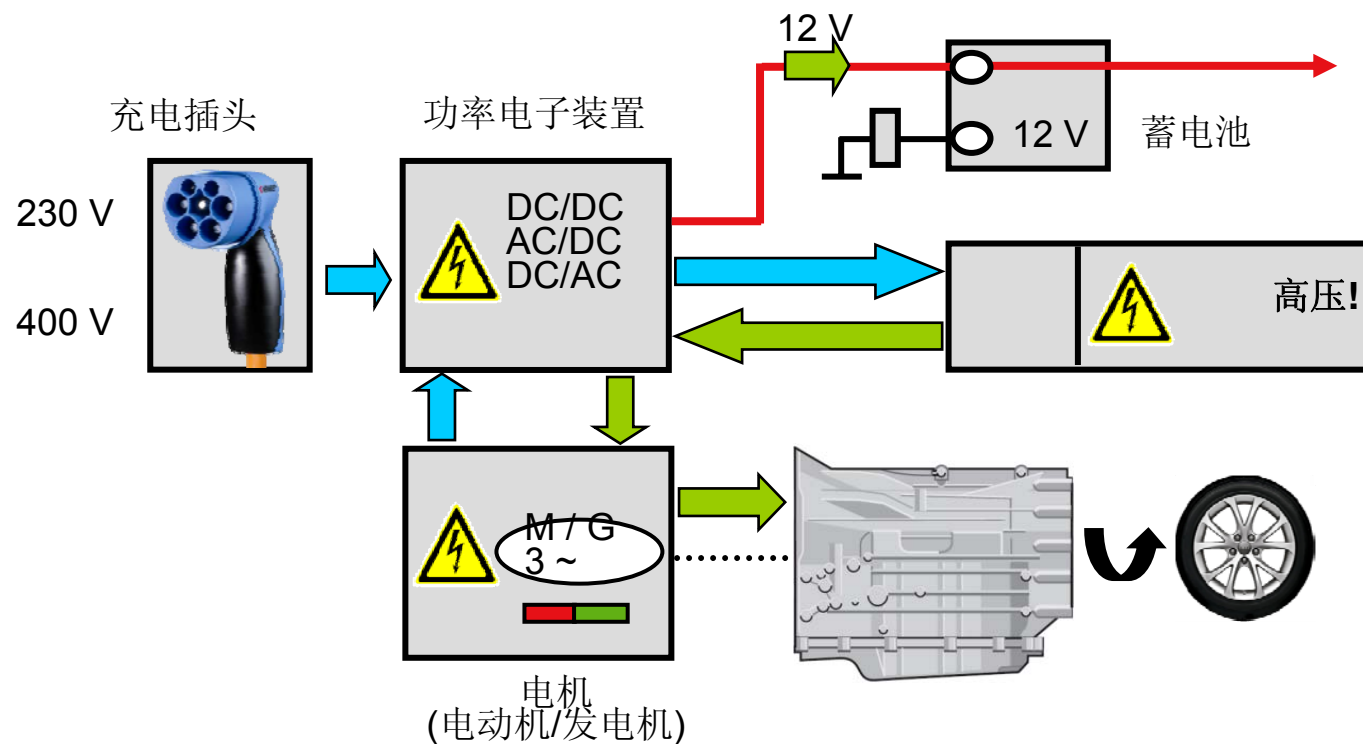 12 V
充电插头
功率电子装置
12 V
蓄电池
230 V
400 V
DC/DC
AC/DC
DC/AC
高压!
M / G
3 ~
电机
(电动机/发电机)